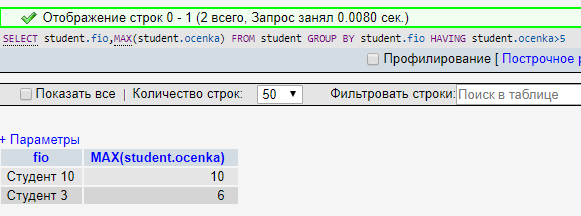 Отображение строк 0 - 1 (2 всего, Запрос занял 0.0080 сек.)
SELECT student.fio,MAX(student.ocenka) FROM student GROUP BY student.fio HAVING student.ocenka>5
Профилирование [ Построчное
Показать все | Количество строк: 50 Фильтровать строки: Поиск в таблице
+ Параметры
fio MAX(student.ocenka)
Студент 10 10
Студент 3 6